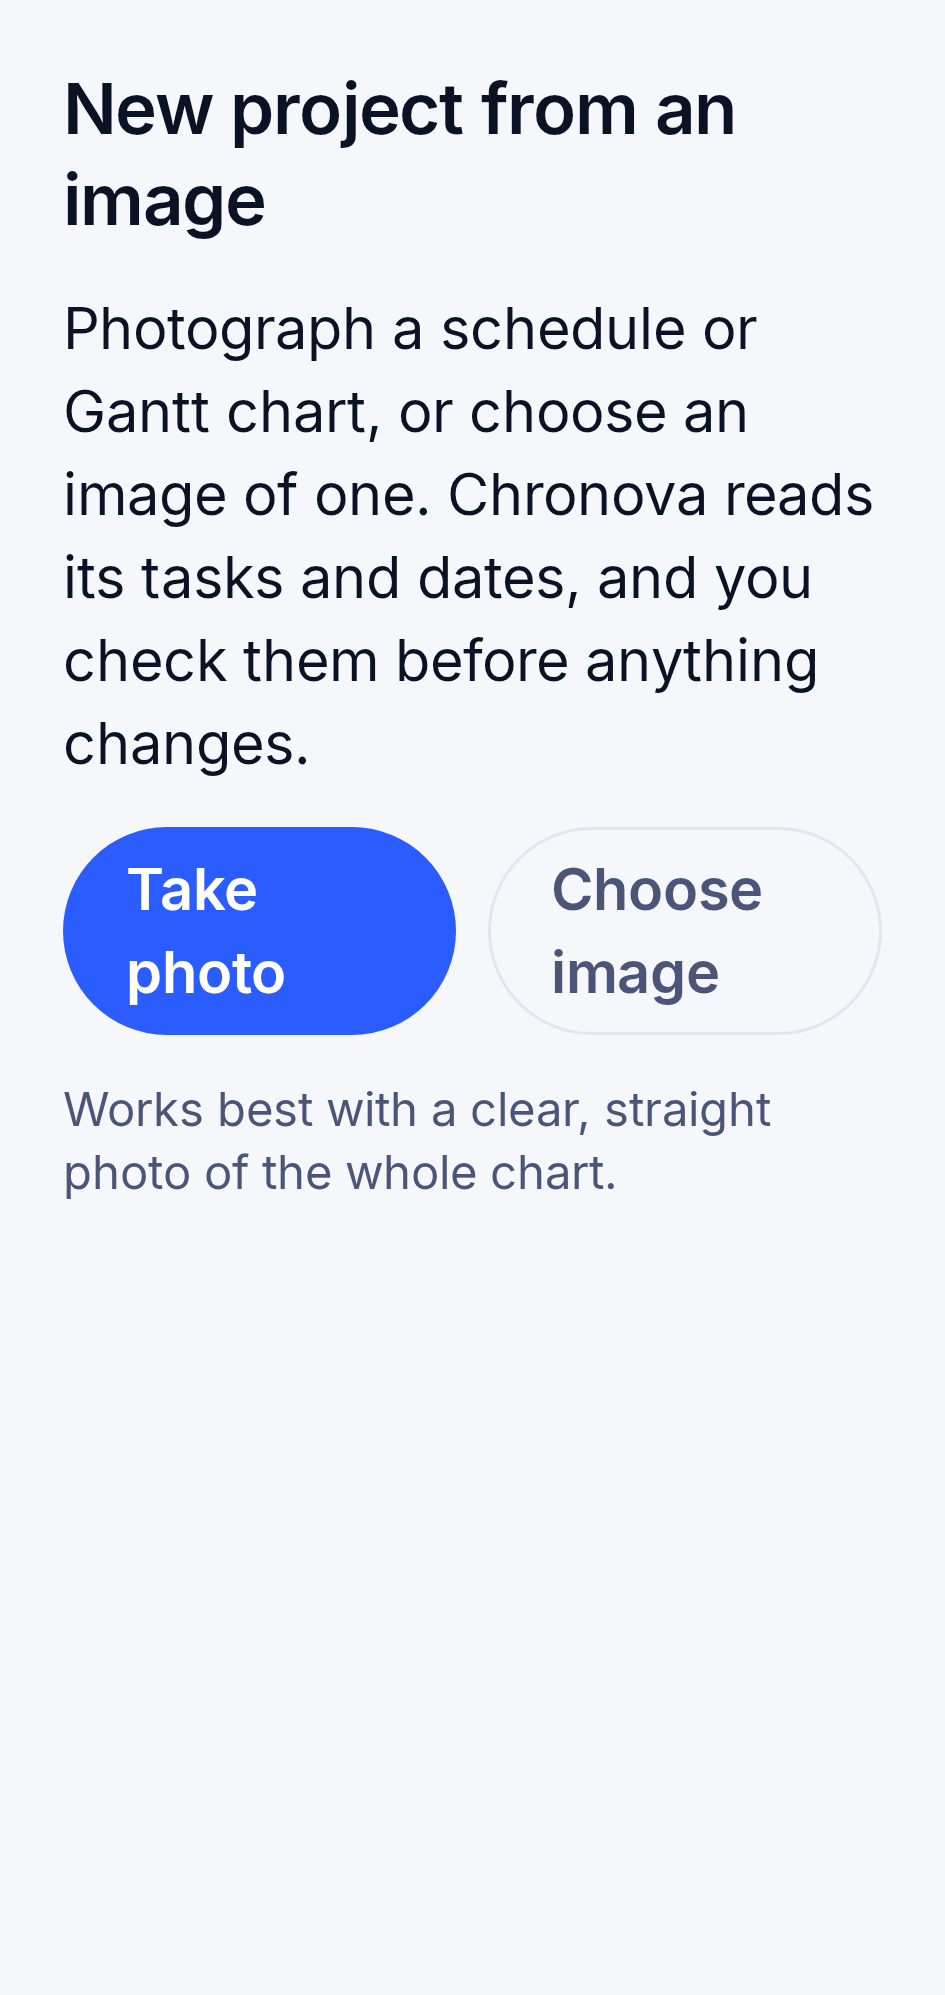 New project from an
image
Photograph a schedule or
Gantt chart, or choose an
image of one. Chronova reads
its tasks and dates, and you
check them before anything
changes.
Take
photo
Choose
image
Works best with a clear, straight
photo of the whole chart.